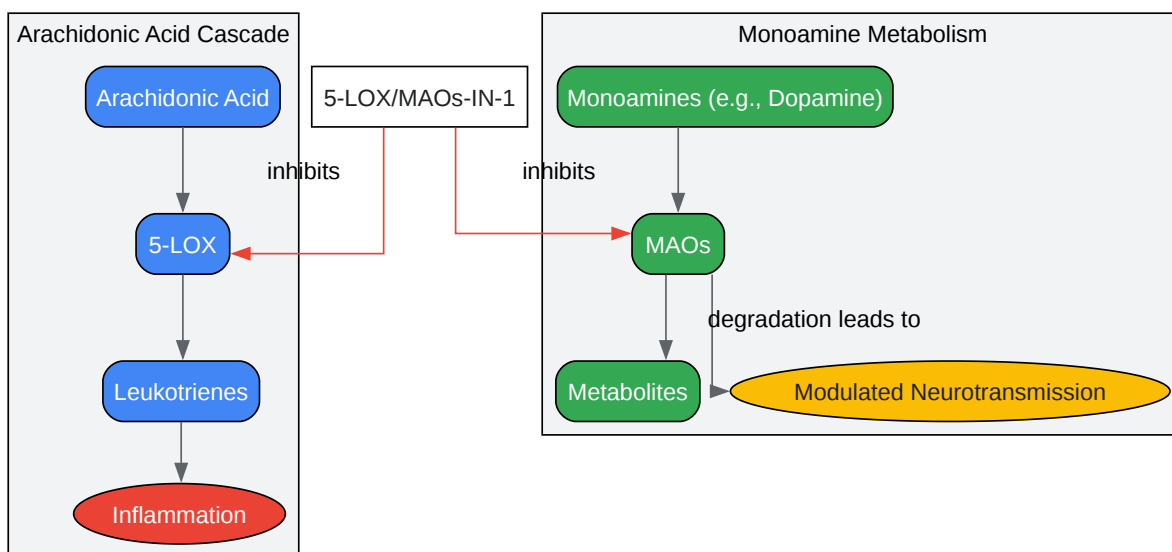 Arachidonic Acid Cascade
Monoamine Metabolism
Arachidonic Acid
5-LOX/MAOs-IN-1
Monoamines (e.g., Dopamine)
inhibits
inhibits
5-LOX
MAOs
degradation leads to
Leukotrienes
Metabolites
Modulated Neurotransmission
Inflammation